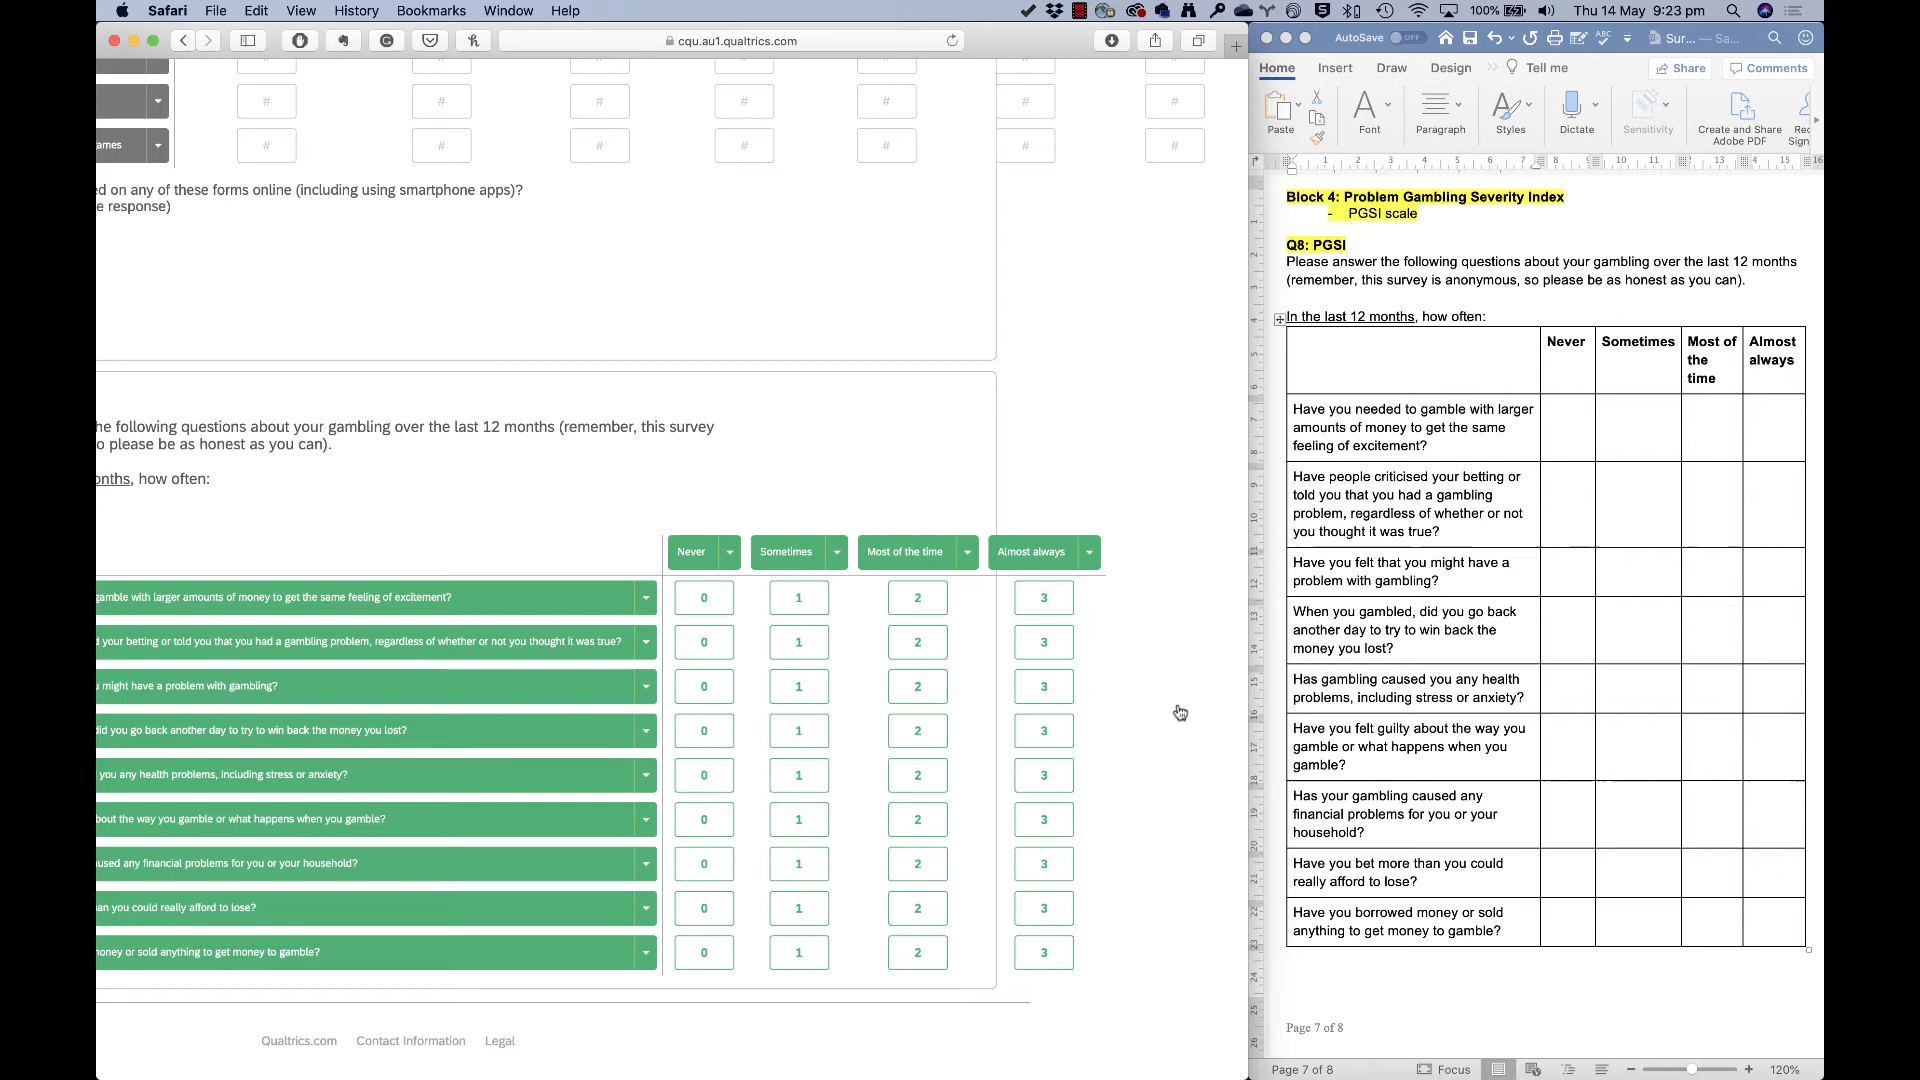 Safari File Edit View History Bookmarks Window Help
100% Thu 14 May 9:23 pm
cqu.au1.qualtrics.com
# # # # # # #
ames # # # # # # #
ed on any of these forms online (including using smartphone apps)?
e response)
he following questions about your gambling over the last 12 months (remember, this survey
o please be as honest as you can).
onths, how often:
Never Sometimes Most of the time Almost always
gamble with larger amounts of money to get the same feeling of excitement? 0 1 2 3
d your betting or told you that you had a gambling problem, regardless of whether or not you thought it was true? 0 1 2 3
u might have a problem with gambling? 0 1 2 3
did you go back another day to try to win back the money you lost? 0 1 2 3
you any health problems, including stress or anxiety? 0 1 2 3
bout the way you gamble or what happens when you gamble? 0 1 2 3
used any financial problems for you or your household? 0 1 2 3
an you could really afford to lose? 0 1 2 3
oney or sold anything to get money to gamble? 0 1 2 3
Qualtrics.com Contact Information Legal
AutoSave OFF ABC Sur... — Sa...
Home Insert Draw Design Tell me Share Comments
Paste Font Paragraph Styles Dictate Sensitivity Create and Share
Adobe PDF
Rec
Sign
1 2 3 4 5 6 7 8 10 11 13 15 16
Block 4: Problem Gambling Severity Index
- PGSI scale
Q8: PGSI
Please answer the following questions about your gambling over the last 12 months
(remember, this survey is anonymous, so please be as honest as you can).
In the last 12 months, how often:
Never Sometimes Most of the time Almost always
Have you needed to gamble with larger
amounts of money to get the same
feeling of excitement?
Have people criticised your betting or
told you that you had a gambling
problem, regardless of whether or not
you thought it was true?
Have you felt that you might have a
problem with gambling?
When you gambled, did you go back
another day to try to win back the
money you lost?
Has gambling caused you any health
problems, including stress or anxiety?
Have you felt guilty about the way you
gamble or what happens when you
gamble?
Has your gambling caused any
financial problems for you or your
household?
Have you bet more than you could
really afford to lose?
Have you borrowed money or sold
anything to get money to gamble?
Page 7 of 8
Page 7 of 8 Focus 120%